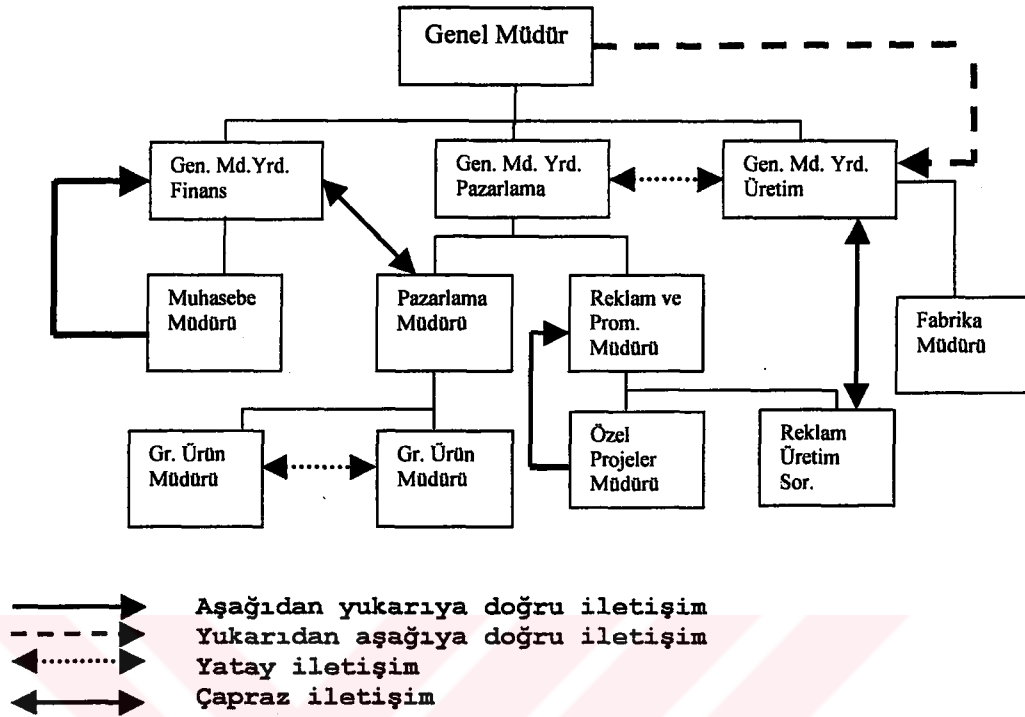 Genel Müdür
Gen. Md.Yrd.
Finans
Gen. Md. Yrd.
Pazarlama
Gen. Md. Yrd.
Üretim
Muhasebe
Müdürü
Pazarlama
Müdürü
Reklam ve
Prom.
Müdürü
Fabrika
Müdürü
Gr. Ürün
Müdürü
Gr. Ürün
Müdürü
Özel
Projeler
Müdürü
Reklam
Üretim
Sor.
Aşağıdan yukarıya doğru iletişim
Yukarıdan aşağıya doğru iletişim
Yatay iletişim
Çapraz iletişim